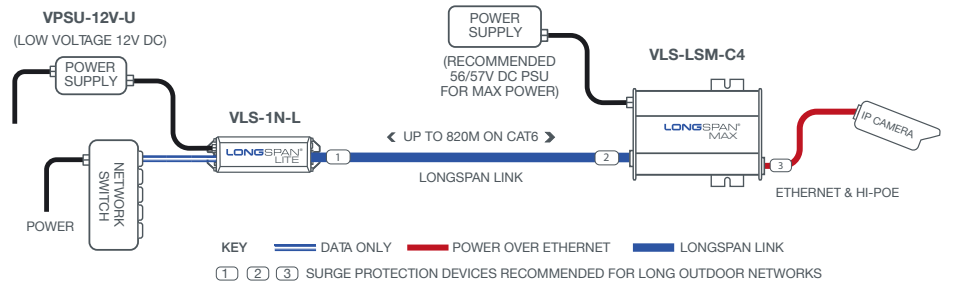 VPSU-12V-U
(LOW VOLTAGE 12V DC)
POWER
SUPPLY
VLS-1N-L
LONGSPAN®
LITE
NETWORK
SWITCH
POWER
1
< UP TO 820M ON CAT6 >
LONGSPAN LINK
2
POWER
SUPPLY
(RECOMMENDED
56/57V DC PSU
FOR MAX POWER)
VLS-LSM-C4
LONGSPAN®
MAX
3
IP CAMERA
ETHERNET & HI-POE
KEY DATA ONLY POWER OVER ETHERNET LONGSPAN LINK
1 2 3 SURGE PROTECTION DEVICES RECOMMENDED FOR LONG OUTDOOR NETWORKS